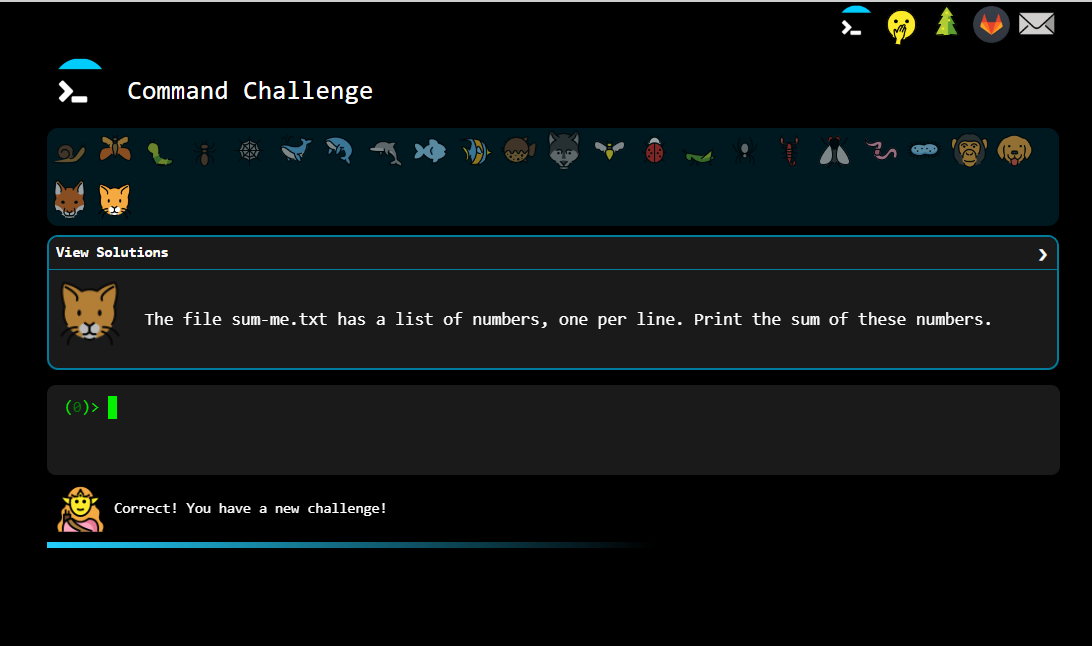 Command Challenge
View Solutions
The file sum-me.txt has a list of numbers, one per line. Print the sum of these numbers.
(0)>
Correct! You have a new challenge!